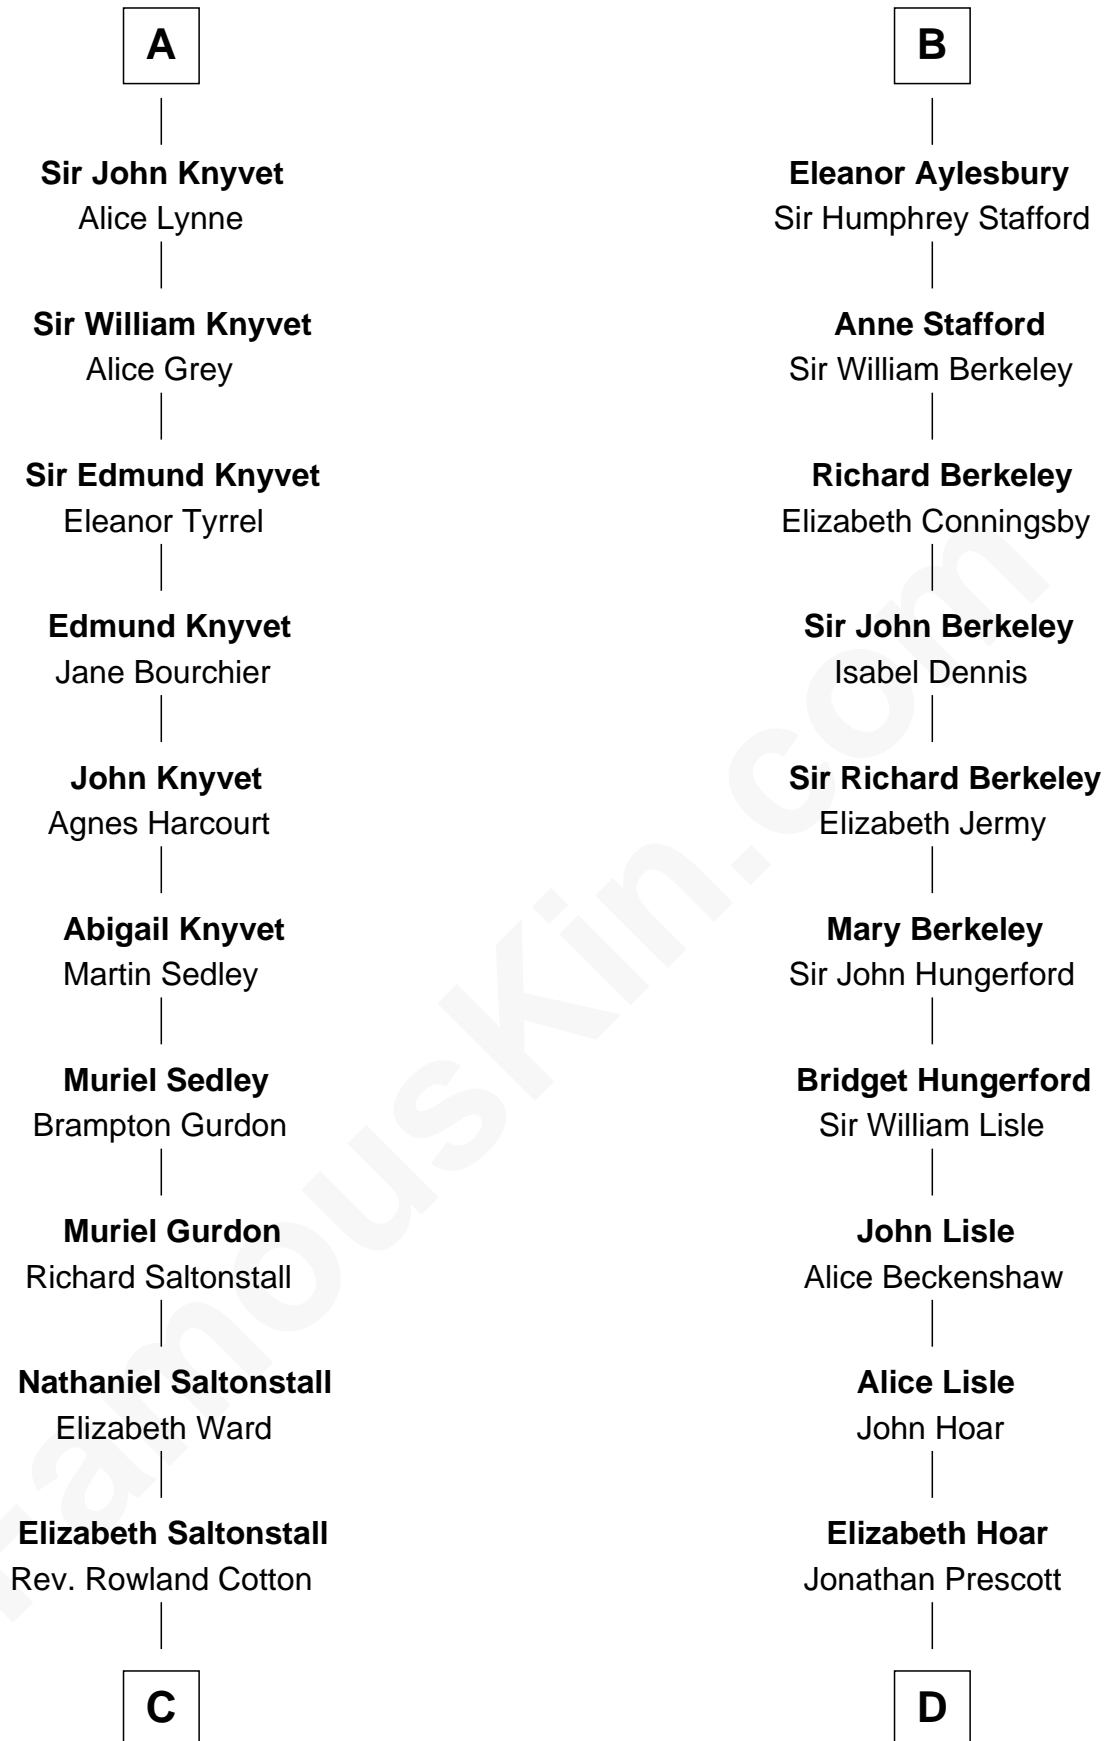 A
Sir John Knyvet
Alice Lynne
Sir William Knyvet
Alice Grey
Sir Edmund Knyvet
Eleanor Tyrrel
Edmund Knyvet
Jane Bourchier
John Knyvet
Agnes Harcourt
Abigail Knyvet
Martin Sedley
Muriel Sedley
Brampton Gurdon
Muriel Gurdon
Richard Saltonstall
Nathaniel Saltonstall
Elizabeth Ward
Elizabeth Saltonstall
Rev. Rowland Cotton
C
B
Eleanor Aylesbury
Sir Humphrey Stafford
Anne Stafford
Sir William Berkeley
Richard Berkeley
Elizabeth Conningsby
Sir John Berkeley
Isabel Dennis
Sir Richard Berkeley
Elizabeth Jermy
Mary Berkeley
Sir John Hungerford
Bridget Hungerford
Sir William Lisle
John Lisle
Alice Beckenshaw
Alice Lisle
John Hoar
Elizabeth Hoar
Jonathan Prescott
D
FamousKin.com